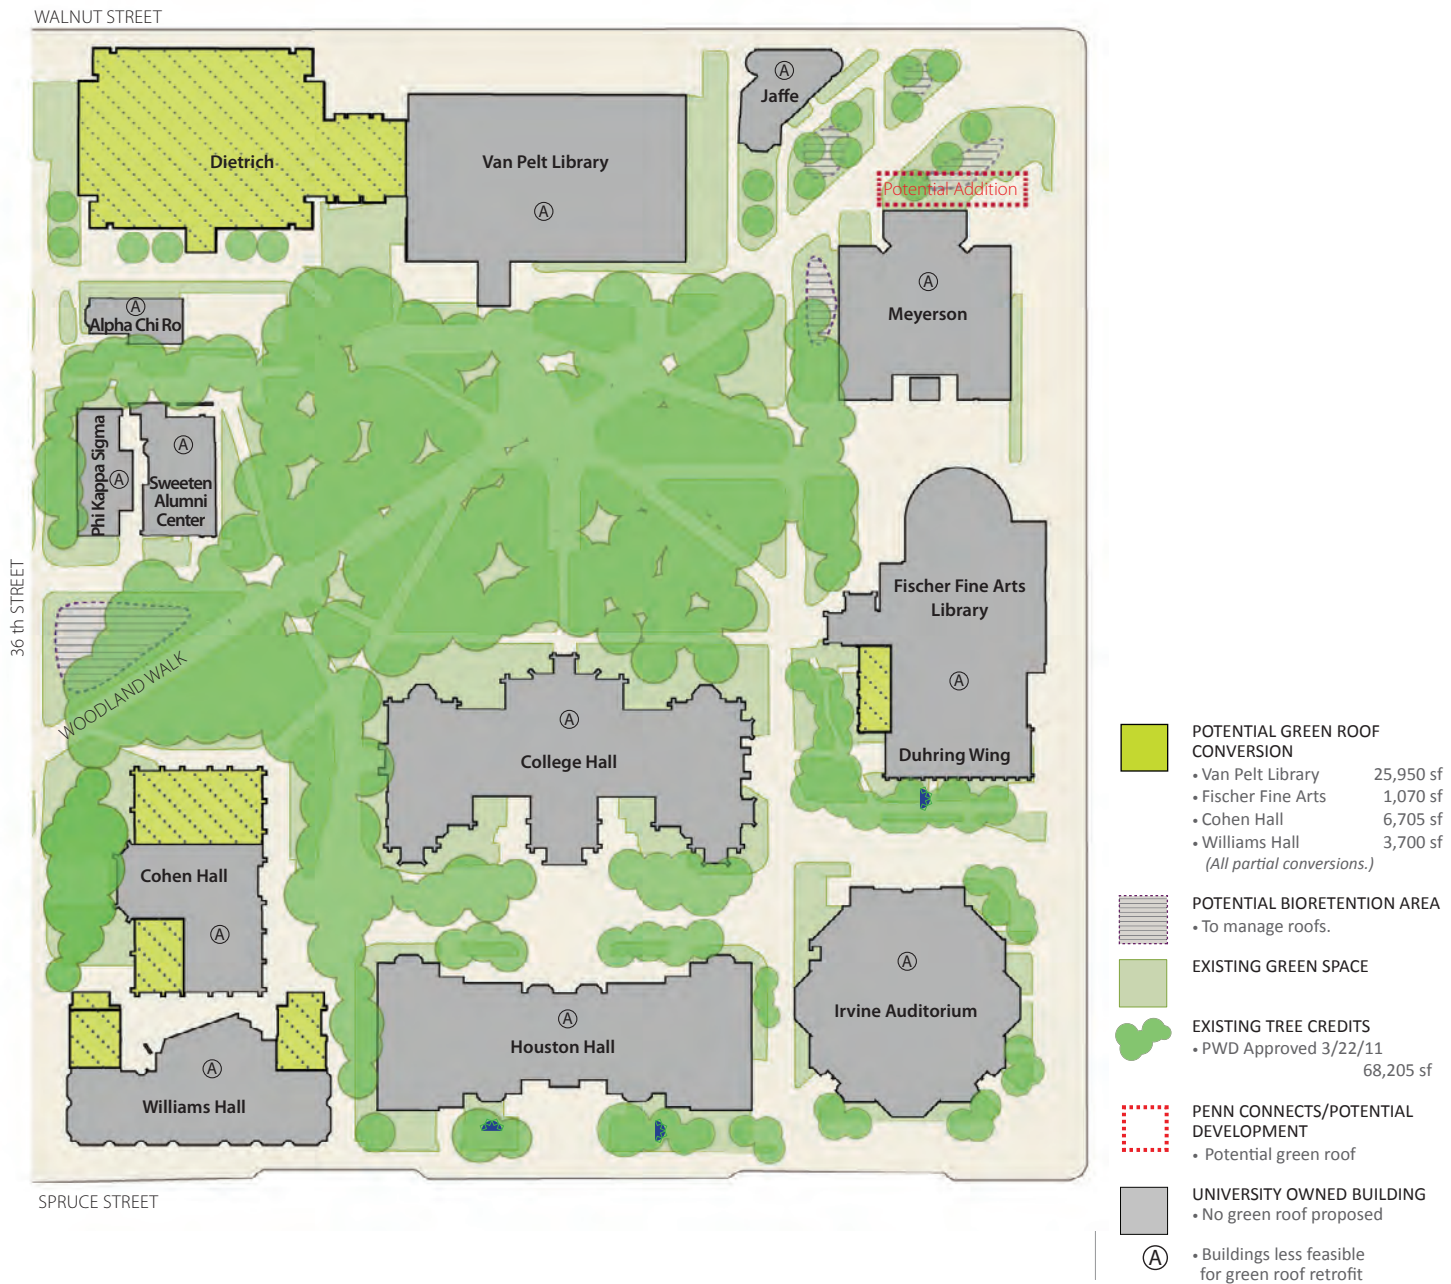 WALNUT STREET
Ⓐ
Jaffe
Dietrich
Van Pelt Library
Ⓐ
Potential Addition
Ⓐ
Meyerson
Ⓐ
Alpha Chi Ro
Phi Kappa Sigma
Ⓐ
Ⓐ
Sweeten
Alumni
Center
36 th STREET
Fischer Fine Arts
Library
Ⓐ
Duhring Wing
WOODLAND WALK
Ⓐ
College Hall
Cohen Hall
Ⓐ
Ⓐ
Irvine Auditorium
Ⓐ
Houston Hall
Ⓐ
Williams Hall
SPRUCE STREET
POTENTIAL GREEN ROOF
CONVERSION
• Van Pelt Library 25,950 sf
• Fischer Fine Arts 1,070 sf
• Cohen Hall 6,705 sf
• Williams Hall 3,700 sf
(All partial conversions.)
POTENTIAL BIORETENTION AREA
• To manage roofs.
EXISTING GREEN SPACE
EXISTING TREE CREDITS
• PWD Approved 3/22/11
68,205 sf
PENN CONNECTS/POTENTIAL
DEVELOPMENT
• Potential green roof
UNIVERSITY OWNED BUILDING
• No green roof proposed
Ⓐ • Buildings less feasible
for green roof retrofit